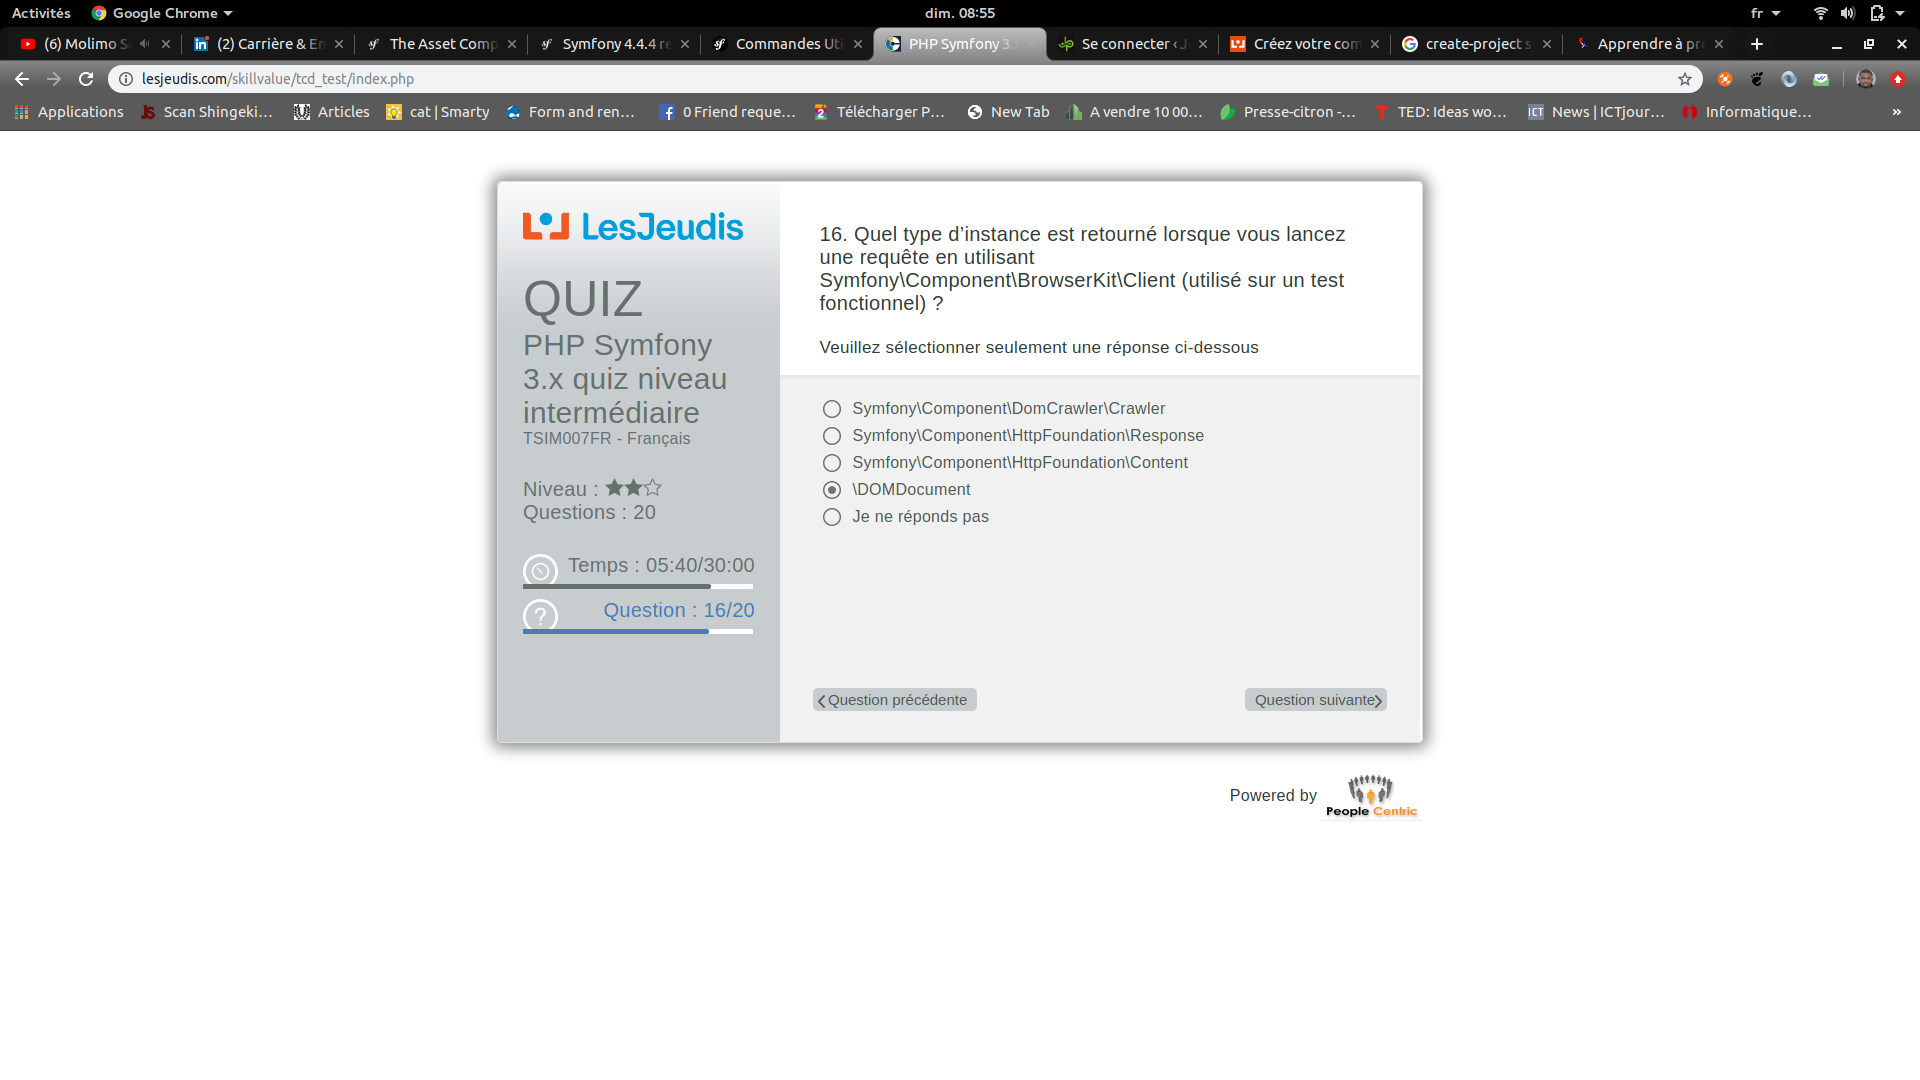 Activités
Google Chrome
dim. 08:55
fr
(6) Molimo S
(2) Carrière & En
The Asset Comp
Symfony 4.4.4 re
Commandes Uti
PHP Symfony 3.
Se connecter ‹ J
Créez votre com
create-project s
Apprendre à pro
lesjeudis.com/skillvalue/tcd_test/index.php
Applications
Scan Shingeki...
Articles
cat | Smarty
Form and ren...
0 Friend reque...
Télécharger P...
New Tab
A vendre 10 00...
Presse-citron -...
TED: Ideas wo...
News | ICTjour...
Informatique...
»
LesJeudis
QUIZ
PHP Symfony
3.x quiz niveau
intermédiaire
TSIM007FR - Français
Niveau :
Questions : 20
Temps : 05:40/30:00
Question : 16/20
16. Quel type d’instance est retourné lorsque vous lancez
une requête en utilisant
Symfony\Component\BrowserKit\Client (utilisé sur un test
fonctionnel) ?
Veuillez sélectionner seulement une réponse ci-dessous
Symfony\Component\DomCrawler\Crawler
Symfony\Component\HttpFoundation\Response
Symfony\Component\HttpFoundation\Content
\DOMDocument
Je ne réponds pas
Question précédente
Question suivante
Powered by
People Centric